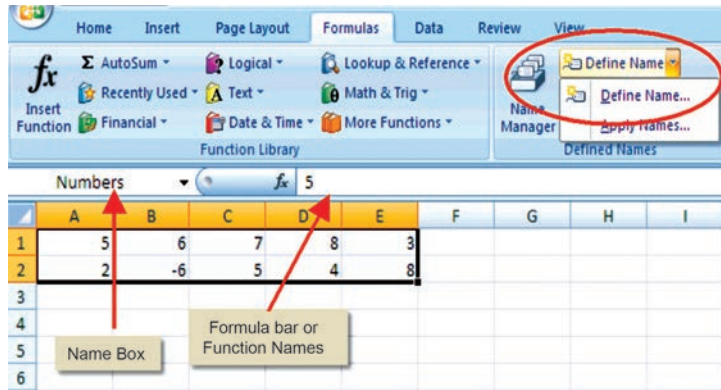 Home Insert Page Layout Formulas Data Review View
fx Σ AutoSum Logical Lookup & Reference Define Name
Recently Used Text Math & Trig Define Name...
Insert Function Financial Date & Time More Functions Name Manager Apply Names...
Function Library Defined Names
Numbers fx 5
A B C D E F G H I
1 5 6 7 8 3
2 2 -6 5 4 8
3
4
5
6
Name Box
Formula bar or
Function Names